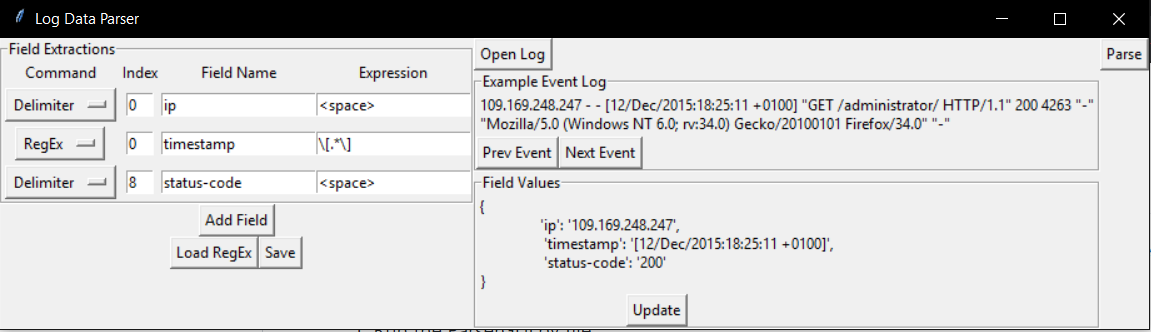 Log Data Parser
Field Extractions
Command Index Field Name Expression
Delimiter 0 ip <space>
RegEx 0 timestamp \[.*\]
Delimiter 8 status-code <space>
Add Field
Load RegEx Save
Open Log
Parse
Example Event Log
109.169.248.247 - - [12/Dec/2015:18:25:11 +0100] "GET /administrator/ HTTP/1.1" 200 4263 "-"
"Mozilla/5.0 (Windows NT 6.0; rv:34.0) Gecko/20100101 Firefox/34.0" "-"
Prev Event Next Event
Field Values
{
'ip': '109.169.248.247',
'timestamp': '[12/Dec/2015:18:25:11 +0100]',
'status-code': '200'
}
Update